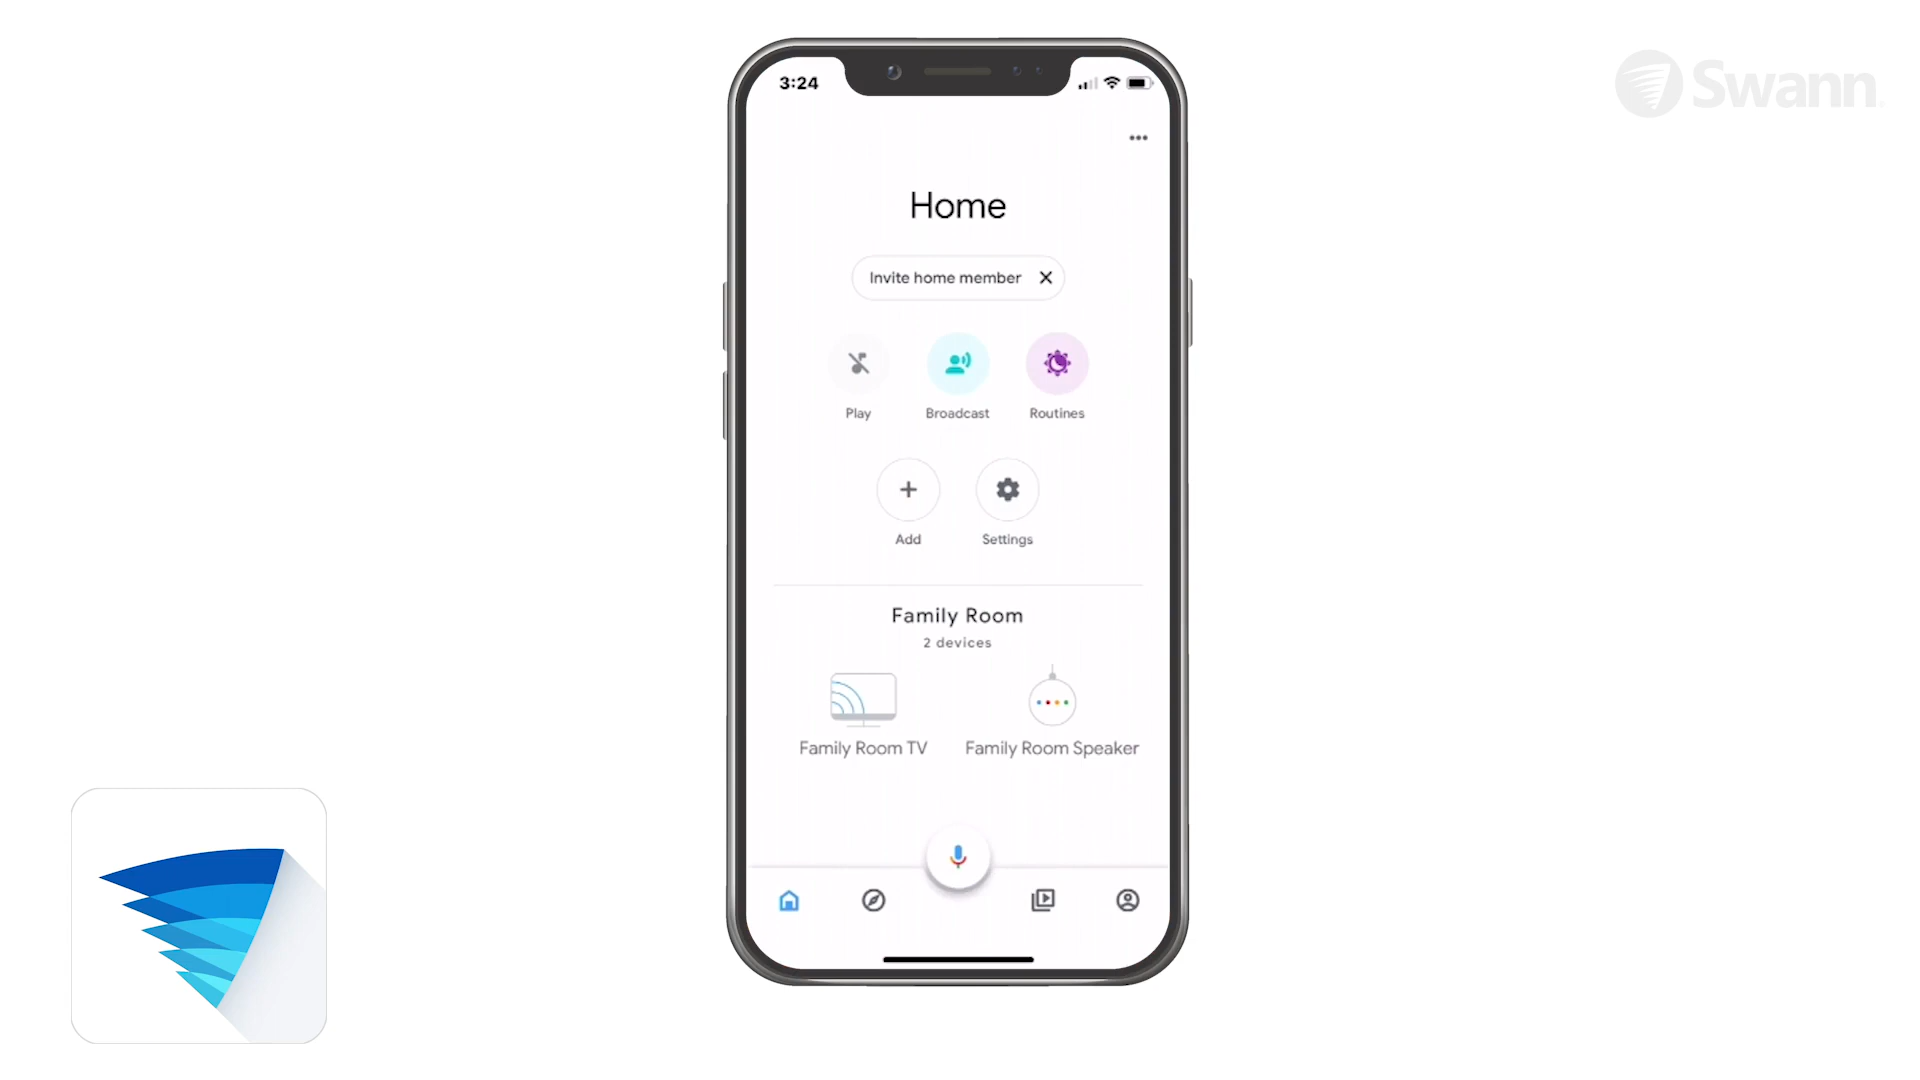 Swann
3:24
Home
Invite home member
Play
Broadcast
Routines
Add
Settings
Family Room
2 devices
Family Room TV
Family Room Speaker